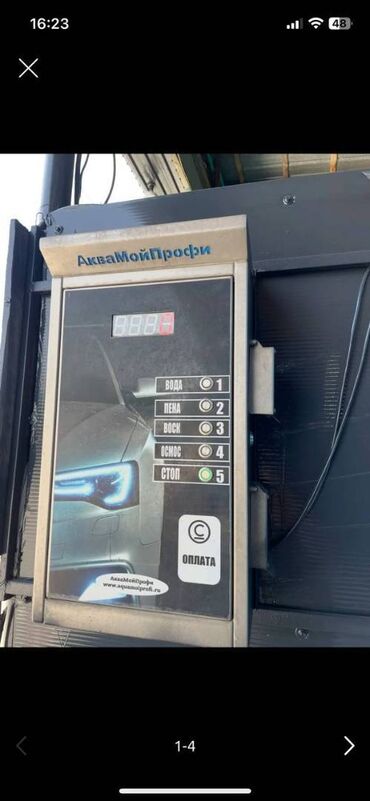 16:23
48
АкваМойПрофи
ВОДА 1
ПЕНА 2
ВОСК 3
ОСМОС 4
СТОП 5
ОПЛАТА
АкваМойПрофи
www.aquamoiprofi.ru
1-4